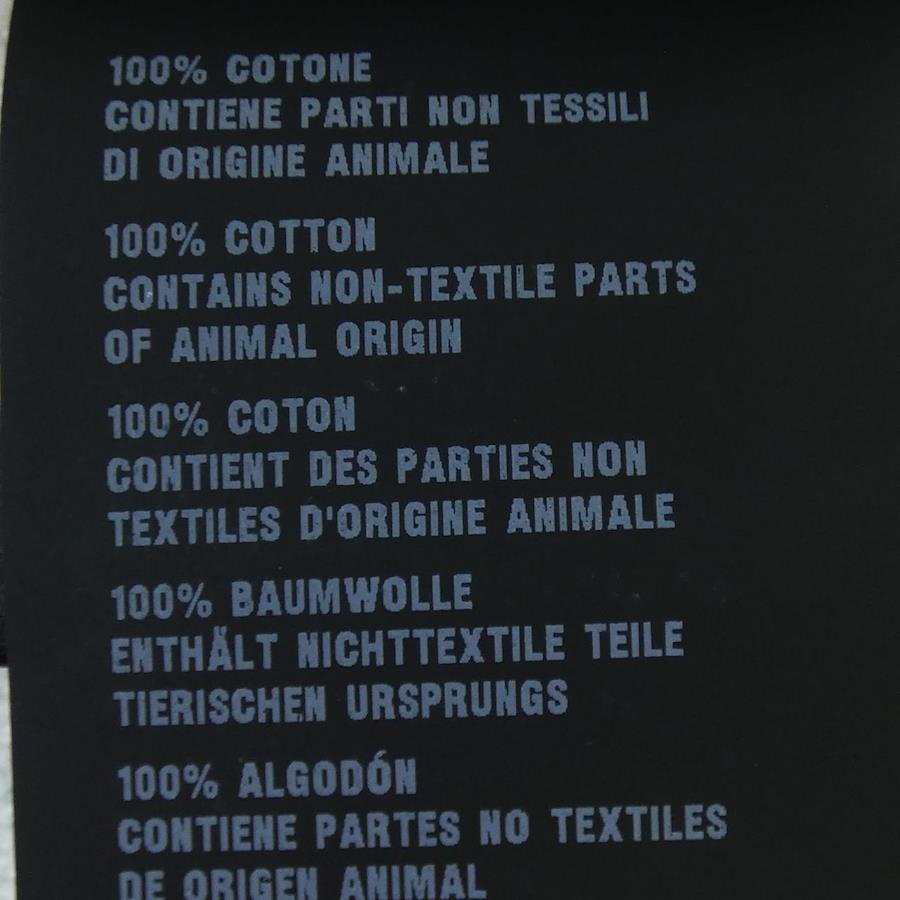 100% COTONE
CONTIENE PARTI NON TESSILI
DI ORIGINE ANIMALE
100% COTTON
CONTAINS NON-TEXTILE PARTS
OF ANIMAL ORIGIN
100% COTON
CONTIENT DES PARTIES NON
TEXTILES D'ORIGINE ANIMALE
100% BAUMWOLLE
ENTHÄLT NICHTTEXTILE TEILE
TIERISCHEN URSPRUNGS
100% ALGODÓN
CONTIENE PARTES NO TEXTILES
DE ORIGEN ANIMAL